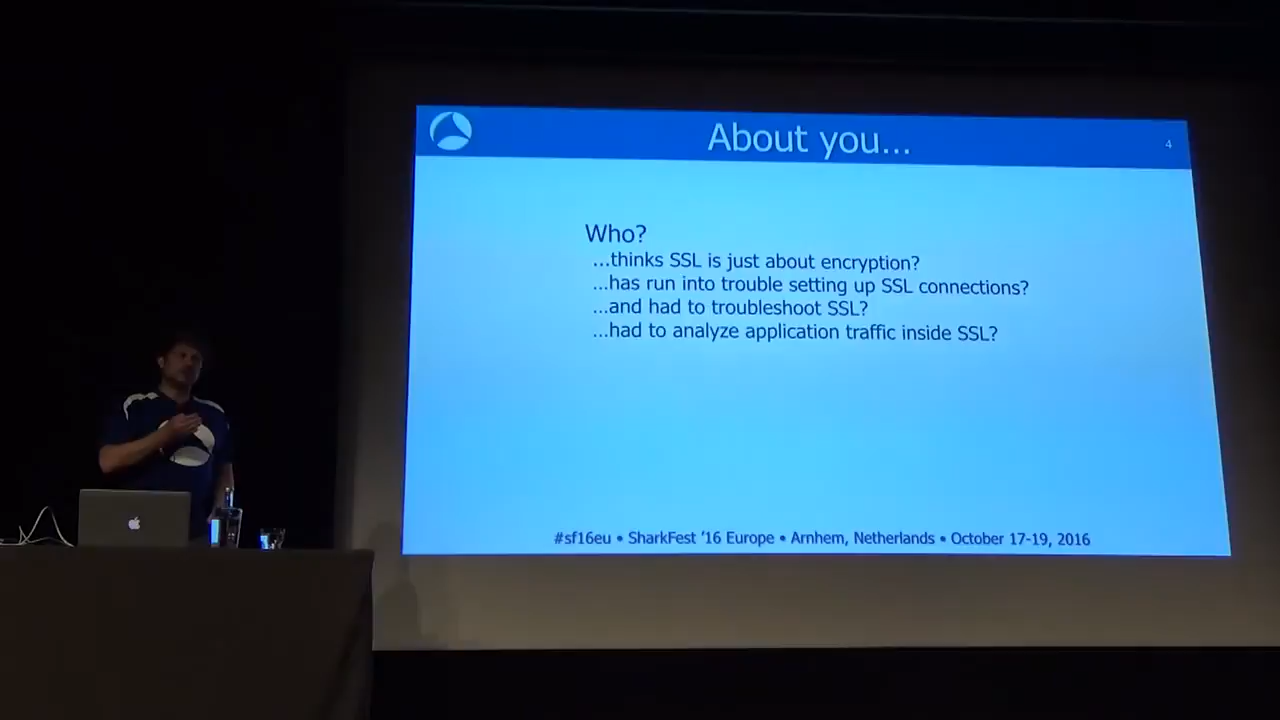 About you...
4
Who?
...thinks SSL is just about encryption?
...has run into trouble setting up SSL connections?
...and had to troubleshoot SSL?
...had to analyze application traffic inside SSL?
#sf16eu • SharkFest '16 Europe • Arnhem, Netherlands • October 17-19, 2016